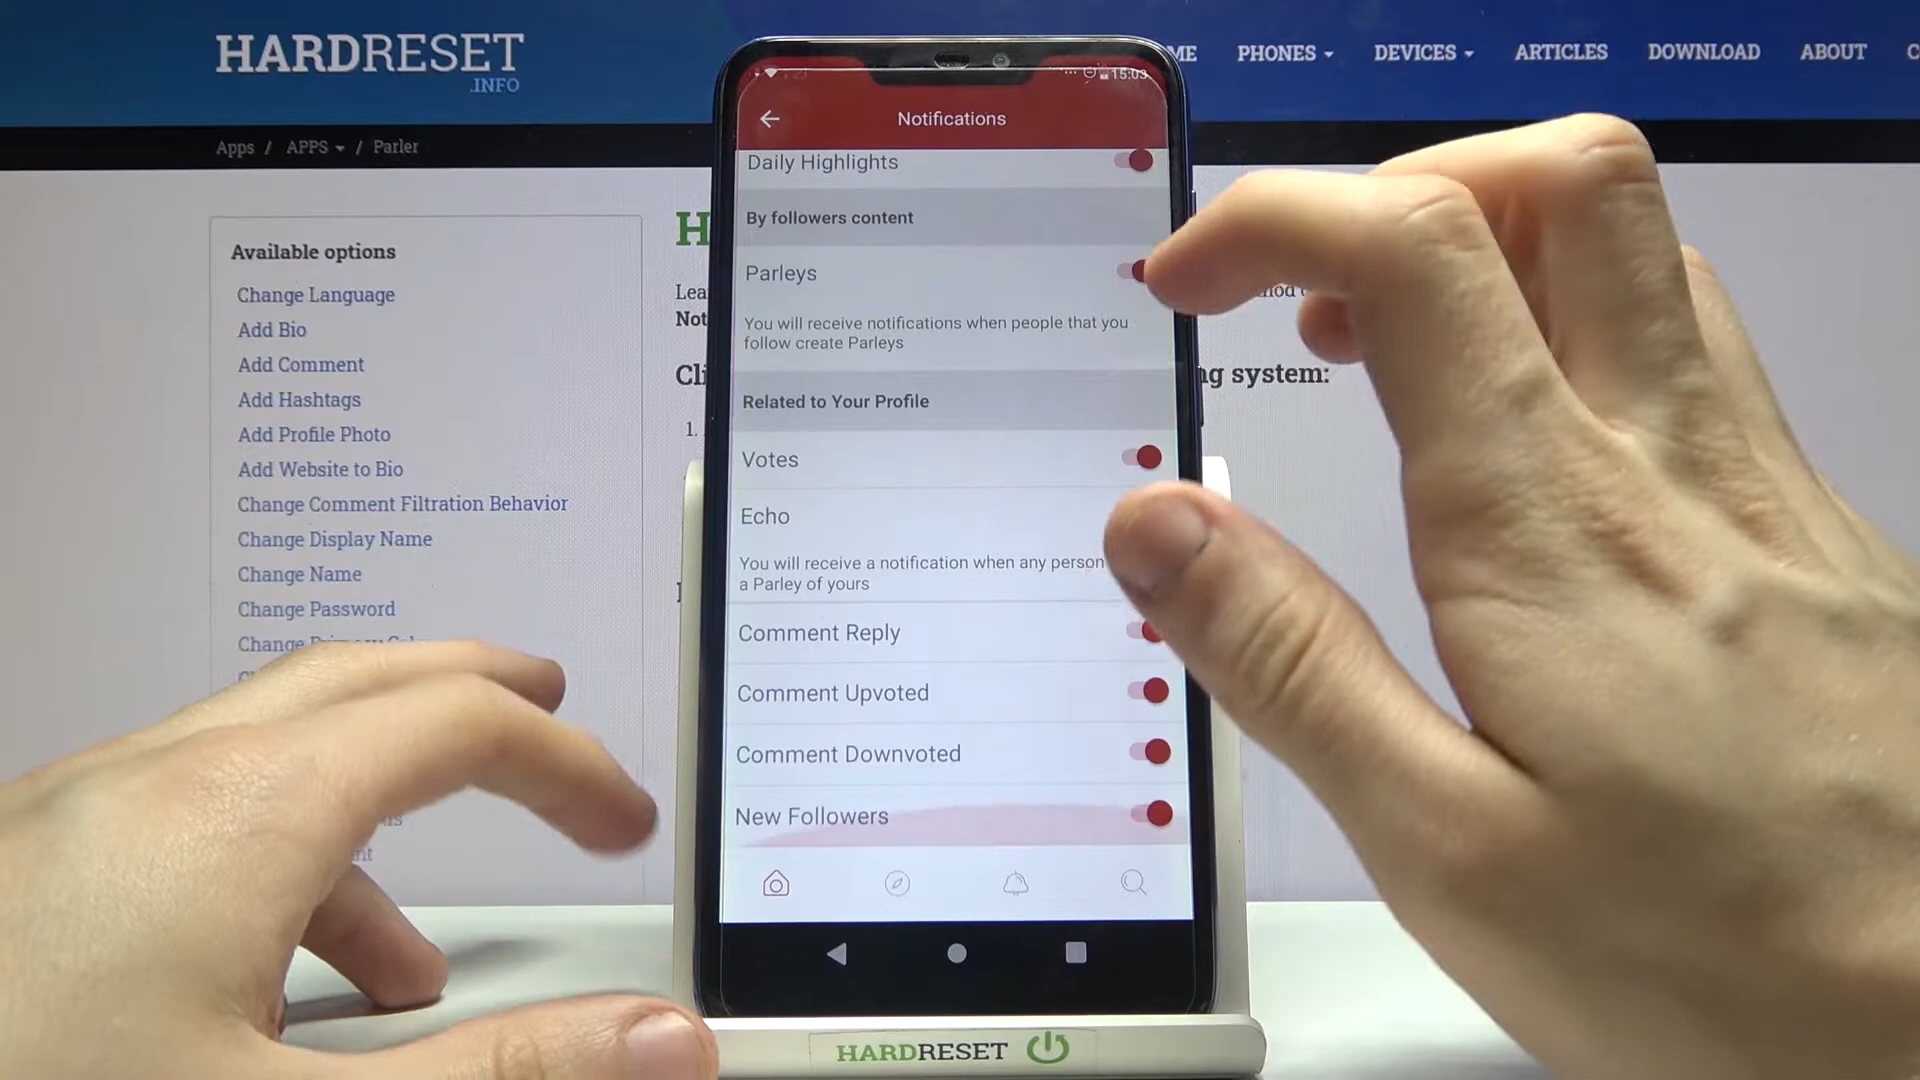 HARDRESET
.INFO
PHONES
DEVICES
ARTICLES
DOWNLOAD
ABOUT
Apps / APPS / Parler
Available options
Change Language
Add Bio
Add Comment
Add Hashtags
Add Profile Photo
Add Website to Bio
Change Comment Filtration Behavior
Change Display Name
Change Name
Change Password
Change
ng system:
1.
15:03
Notifications
Daily Highlights
By followers content
Parleys
You will receive notifications when people that you
follow create Parleys
Related to Your Profile
Votes
Echo
You will receive a notification when any person
a Parley of yours
Comment Reply
Comment Upvoted
Comment Downvoted
New Followers
HARDRESET